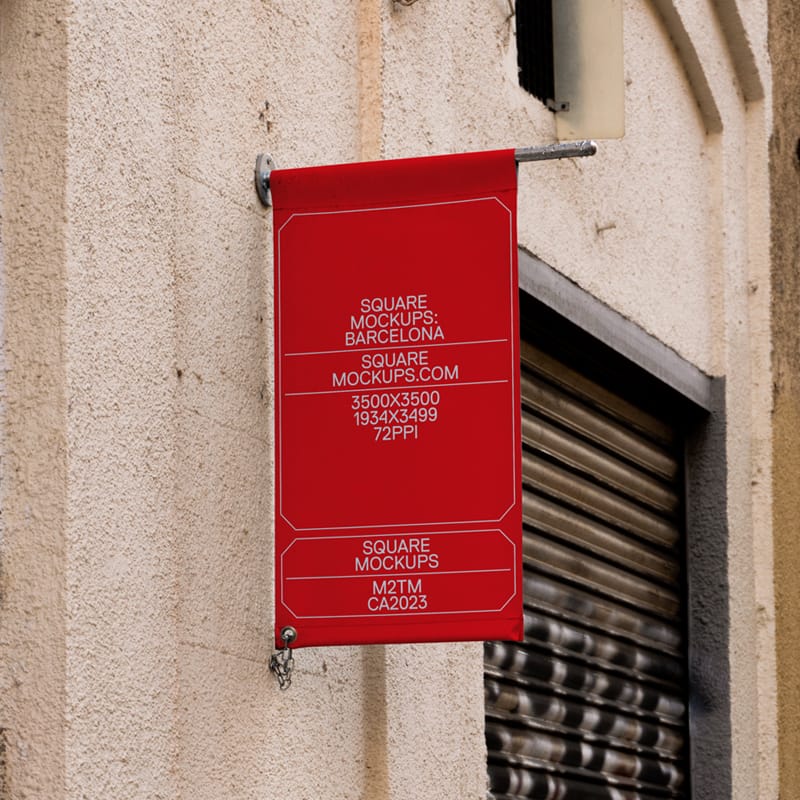 SQUARE
MOCKUPS:
BARCELONA
SQUARE
MOCKUPS.COM
3500X3500
1934X3499
72PPI
SQUARE
MOCKUPS
M2TM
CA2023